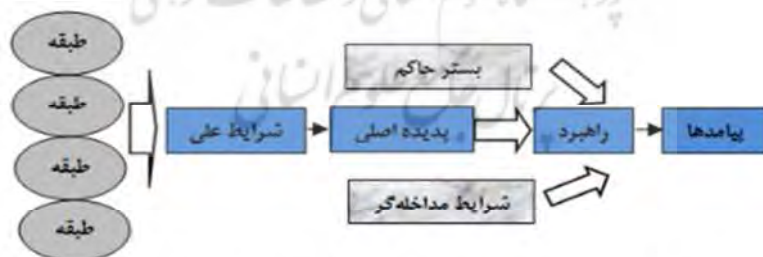 طبقه
طبقه
طبقه
طبقه
بستر حاکم
شرایط علی
پدیده اصلی
راهبرد
پیامدها
شرایط مداخله‌گر